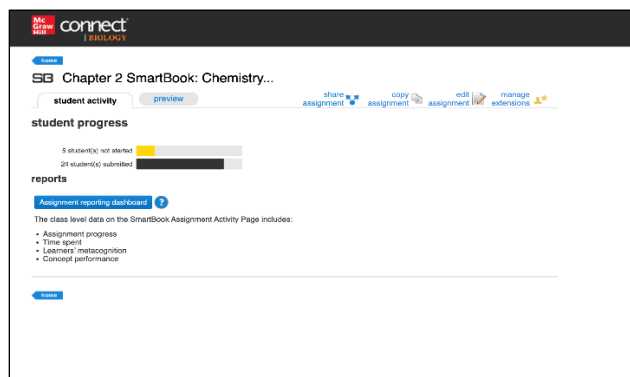 Mc
Graw
Hill
connect
BIOLOGY
home
SB Chapter 2 SmartBook: Chemistry...
student activity
preview
share assignment
copy assignment
edit assignment
manage extensions
student progress
5 student(s) not started
24 student(s) submitted
reports
Assignment reporting dashboard ?
The class level data on the SmartBook Assignment Activity Page includes:
• Assignment progress
• Time spent
• Learners' metacognition
• Concept performance
home